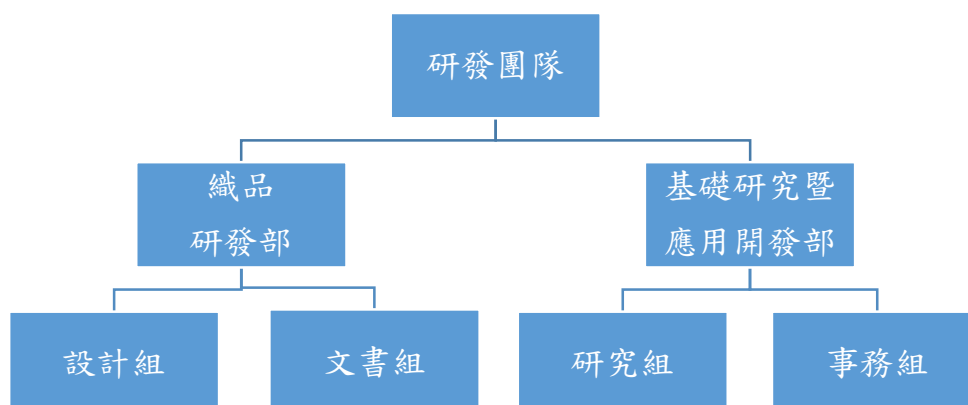 研發團隊
織品
研發部
基礎研究暨
應用開發部
設計組
文書組
研究組
事務組